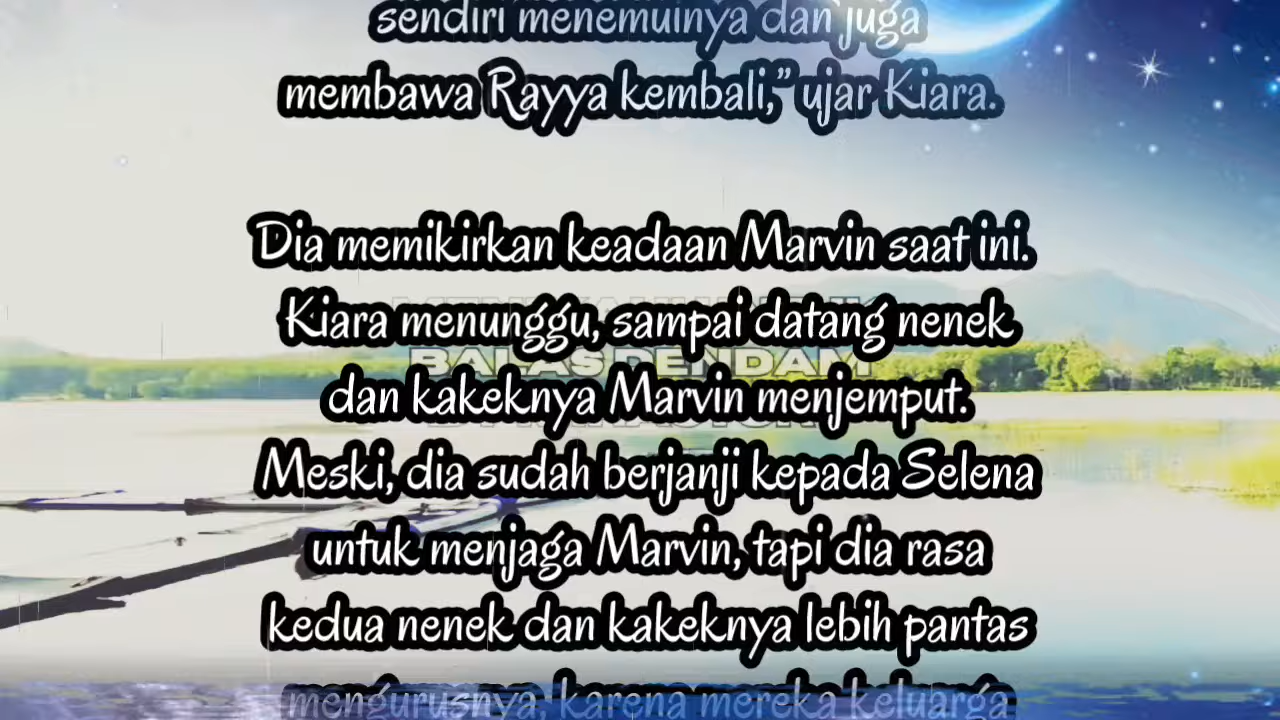 sendiri menemuinya dan juga
membawa Rayya kembali,” ujar Kiara.
Dia memikirkan keadaan Marvin saat ini.
Kiara menunggu, sampai datang nenek
BALAS DENDAM
dan kakeknya Marvin menjemput.
Meski, dia sudah berjanji kepada Selena
untuk menjaga Marvin, tapi dia rasa
kedua nenek dan kakeknya lebih pantas
mengurusnya, karena mereka keluarga